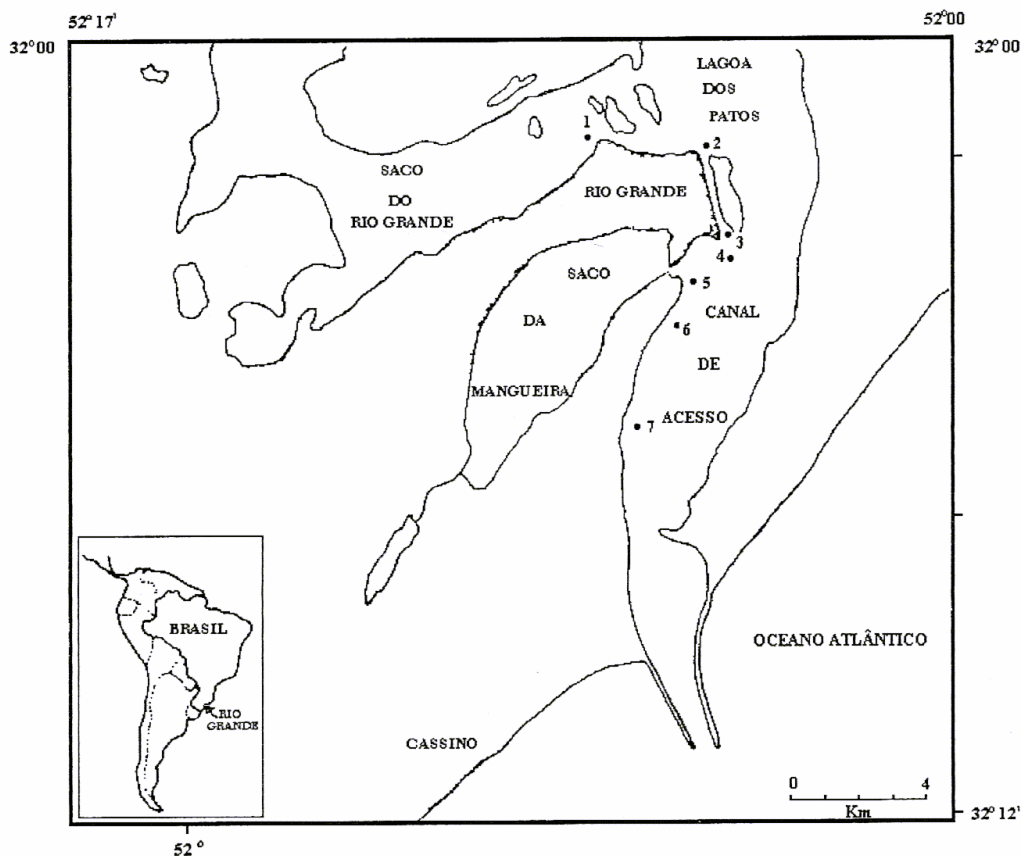 52° 17'
52° 00
32° 00
32° 00
LAGOA
DOS
PATOS
1
2
SACO
DO
RIO GRANDE
RIO GRANDE
3
4
SACO
5
CANAL
DA
6
DE
MANGUEIRA
ACESSO
7
BRASIL
RIO
GRANDE
OCEANO ATLÂNTICO
CASSINO
0
4
Km
32° 12'
52°